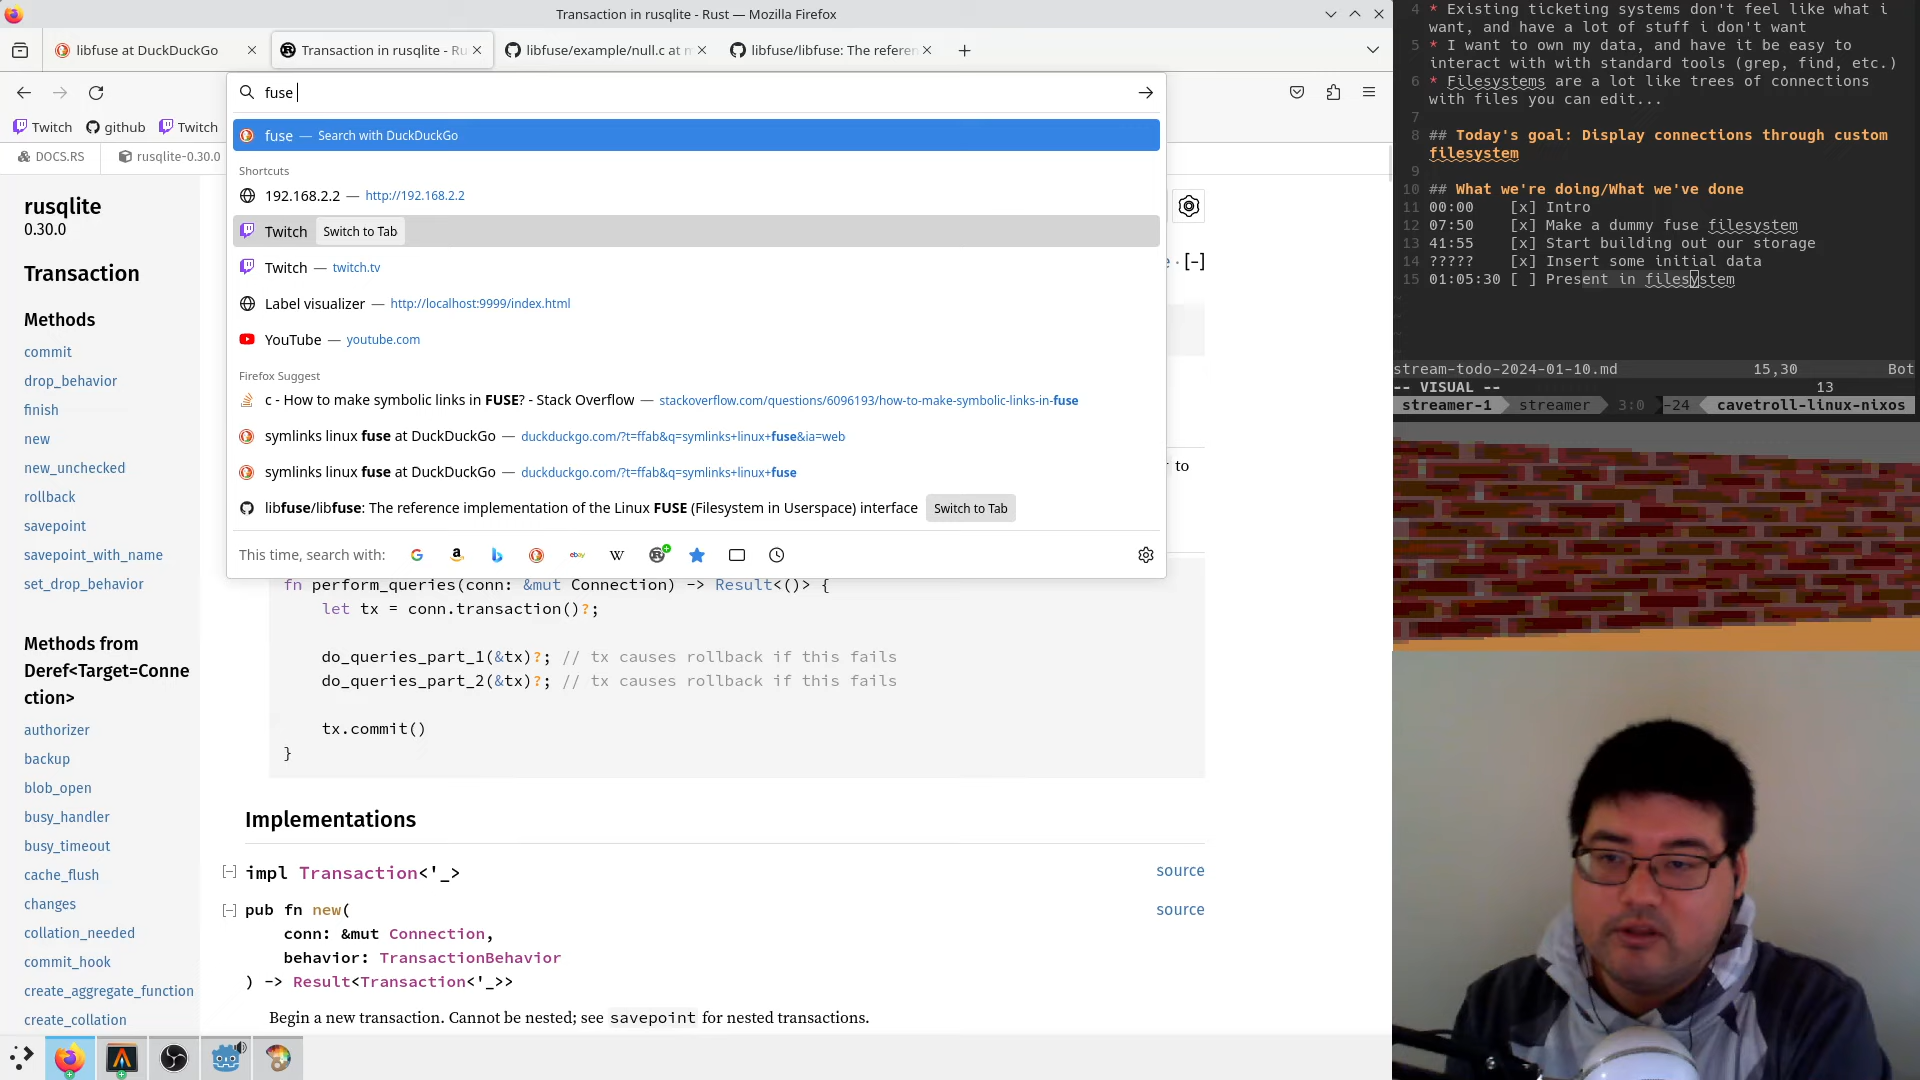 Transaction in rusqlite - Rust — Mozilla Firefox
libfuse at DuckDuckGo
Transaction in rusqlite - Ru
libfuse/example/null.c at m
libfuse/libfuse: The referen
fuse
Twitch
github
Twitch
DOCS.RS
rusqlite-0.30.0
fuse — Search with DuckDuckGo
Shortcuts
192.168.2.2 — http://192.168.2.2
Twitch Switch to Tab
Twitch — twitch.tv
Label visualizer — http://localhost:9999/index.html
YouTube — youtube.com
Firefox Suggest
c - How to make symbolic links in FUSE? - Stack Overflow — stackoverflow.com/questions/6096193/how-to-make-symbolic-links-in-fuse
symlinks linux fuse at DuckDuckGo — duckduckgo.com/?t=ffab&q=symlinks+linux+fuse&ia=web
symlinks linux fuse at DuckDuckGo — duckduckgo.com/?t=ffab&q=symlinks+linux+fuse
libfuse/libfuse: The reference implementation of the Linux FUSE (Filesystem in Userspace) interface Switch to Tab
This time, search with:
rusqlite
0.30.0
Transaction
Methods
commit
drop_behavior
finish
new
new_unchecked
rollback
savepoint
savepoint_with_name
set_drop_behavior
Methods from
Deref<Target=Conne
ction>
authorizer
backup
blob_open
busy_handler
busy_timeout
cache_flush
changes
collation_needed
commit_hook
create_aggregate_function
create_collation
e · [−]
r to
fn perform_queries(conn: &mut Connection) -> Result<()> {
let tx = conn.transaction()?;
do_queries_part_1(&tx)?; // tx causes rollback if this fails
do_queries_part_2(&tx)?; // tx causes rollback if this fails
tx.commit()
}
Implementations
[−] impl Transaction<'_> source
[−] pub fn new( source
conn: &mut Connection,
behavior: TransactionBehavior
) -> Result<Transaction<'_>>
Begin a new transaction. Cannot be nested; see savepoint for nested transactions.
4 * Existing ticketing systems don't feel like what i
want, and have a lot of stuff i don't want
5 * I want to own my data, and have it be easy to
interact with with standard tools (grep, find, etc.)
6 * Filesystems are a lot like trees of connections
with files you can edit...
7
8 ## Today's goal: Display connections through custom
filesystem
9
10 ## What we're doing/What we've done
11 00:00 [x] Intro
12 07:50 [x] Make a dummy fuse filesystem
13 41:55 [x] Start building out our storage
14 ????? [x] Insert some initial data
15 01:05:30 [ ] Present in filesystem
~
~
~
~
stream-todo-2024-01-10.md 15,30 Bot
-- VISUAL -- 13
streamer-1 streamer 3:0 -24 cavetroll-linux-nixos